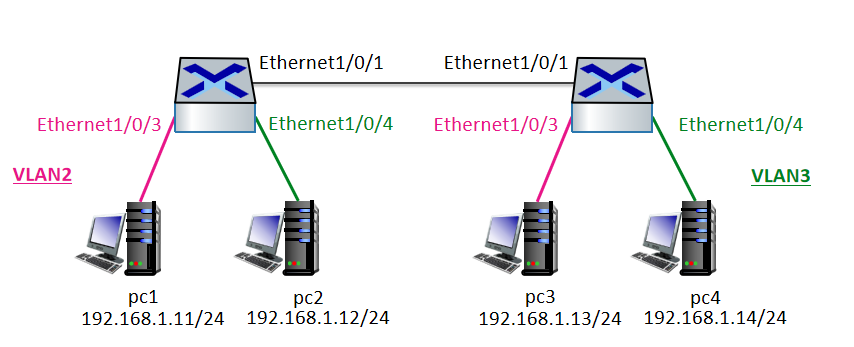 Ethernet1/0/1
Ethernet1/0/1
Ethernet1/0/3
Ethernet1/0/4
Ethernet1/0/3
Ethernet1/0/4
VLAN2
VLAN3
pc1
pc2
pc3
pc4
192.168.1.11/24
192.168.1.12/24
192.168.1.13/24
192.168.1.14/24